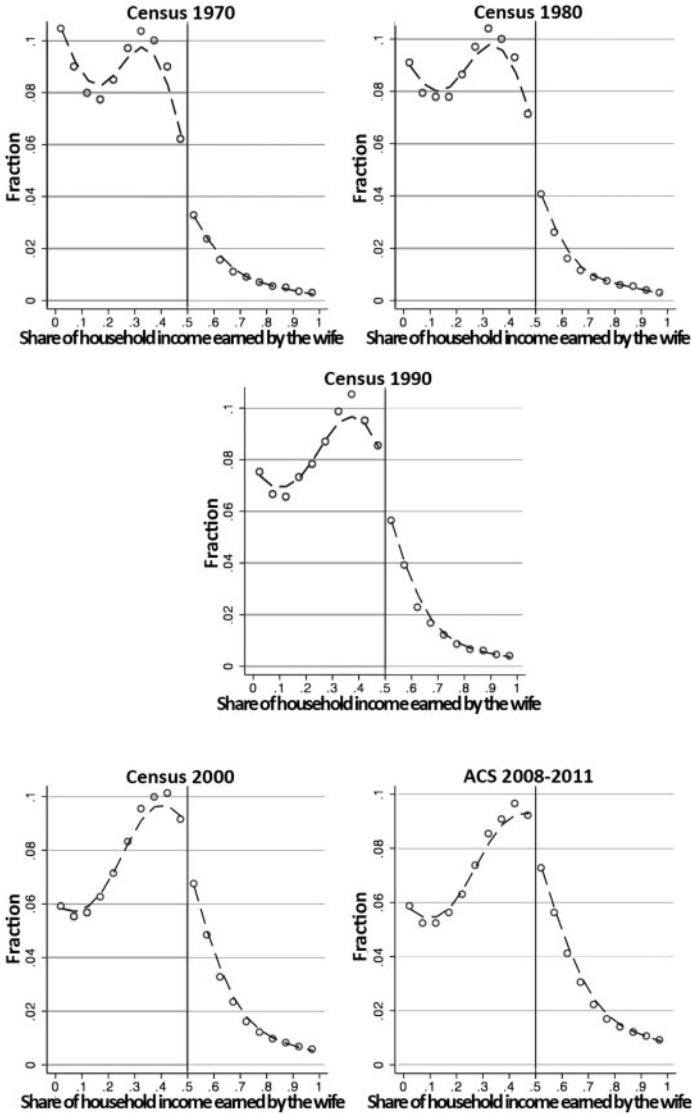 Census 1970
Fraction
0 .02 .04 .06 .08 .1
0 .1 .2 .3 .4 .5 .6 .7 .8 .9 1
Share of household income earned by the wife
Census 1980
Fraction
0 .02 .04 .06 .08 .1
0 .1 .2 .3 .4 .5 .6 .7 .8 .9 1
Share of household income earned by the wife
Census 1990
Fraction
0 .02 .04 .06 .08 .1
0 .1 .2 .3 .4 .5 .6 .7 .8 .9 1
Share of household income earned by the wife
Census 2000
Fraction
0 .02 .04 .06 .08 .1
0 .1 .2 .3 .4 .5 .6 .7 .8 .9 1
Share of household income earned by the wife
ACS 2008-2011
Fraction
0 .02 .04 .06 .08 .1
0 .1 .2 .3 .4 .5 .6 .7 .8 .9 1
Share of household income earned by the wife